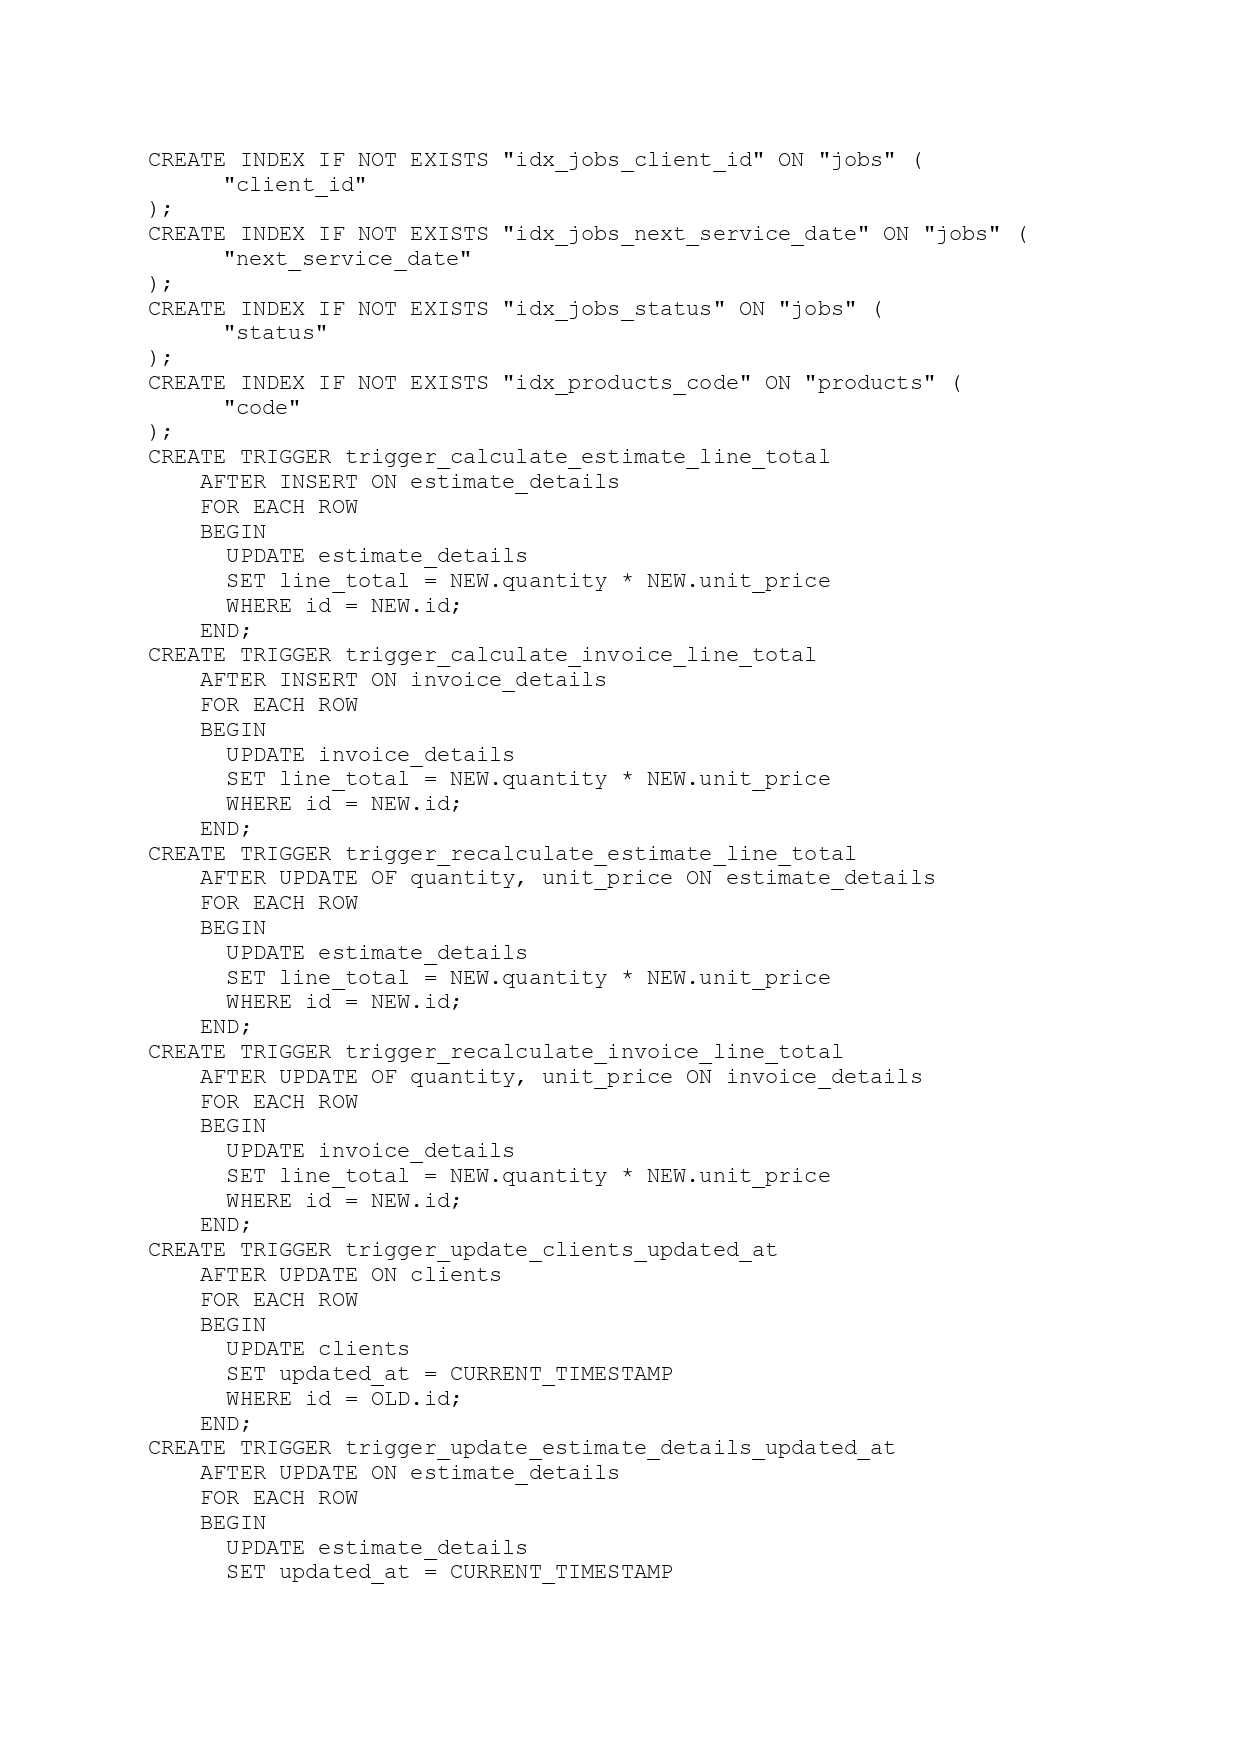 CREATE INDEX IF NOT EXISTS "idx_jobs_client_id" ON "jobs" (
"client_id"
);
CREATE INDEX IF NOT EXISTS "idx_jobs_next_service_date" ON "jobs" (
"next_service_date"
);
CREATE INDEX IF NOT EXISTS "idx_jobs_status" ON "jobs" (
"status"
);
CREATE INDEX IF NOT EXISTS "idx_products_code" ON "products" (
"code"
);
CREATE TRIGGER trigger_calculate_estimate_line_total
AFTER INSERT ON estimate_details
FOR EACH ROW
BEGIN
UPDATE estimate_details
SET line_total = NEW.quantity * NEW.unit_price
WHERE id = NEW.id;
END;
CREATE TRIGGER trigger_calculate_invoice_line_total
AFTER INSERT ON invoice_details
FOR EACH ROW
BEGIN
UPDATE invoice_details
SET line_total = NEW.quantity * NEW.unit_price
WHERE id = NEW.id;
END;
CREATE TRIGGER trigger_recalculate_estimate_line_total
AFTER UPDATE OF quantity, unit_price ON estimate_details
FOR EACH ROW
BEGIN
UPDATE estimate_details
SET line_total = NEW.quantity * NEW.unit_price
WHERE id = NEW.id;
END;
CREATE TRIGGER trigger_recalculate_invoice_line_total
AFTER UPDATE OF quantity, unit_price ON invoice_details
FOR EACH ROW
BEGIN
UPDATE invoice_details
SET line_total = NEW.quantity * NEW.unit_price
WHERE id = NEW.id;
END;
CREATE TRIGGER trigger_update_clients_updated_at
AFTER UPDATE ON clients
FOR EACH ROW
BEGIN
UPDATE clients
SET updated_at = CURRENT_TIMESTAMP
WHERE id = OLD.id;
END;
CREATE TRIGGER trigger_update_estimate_details_updated_at
AFTER UPDATE ON estimate_details
FOR EACH ROW
BEGIN
UPDATE estimate_details
SET updated_at = CURRENT_TIMESTAMP